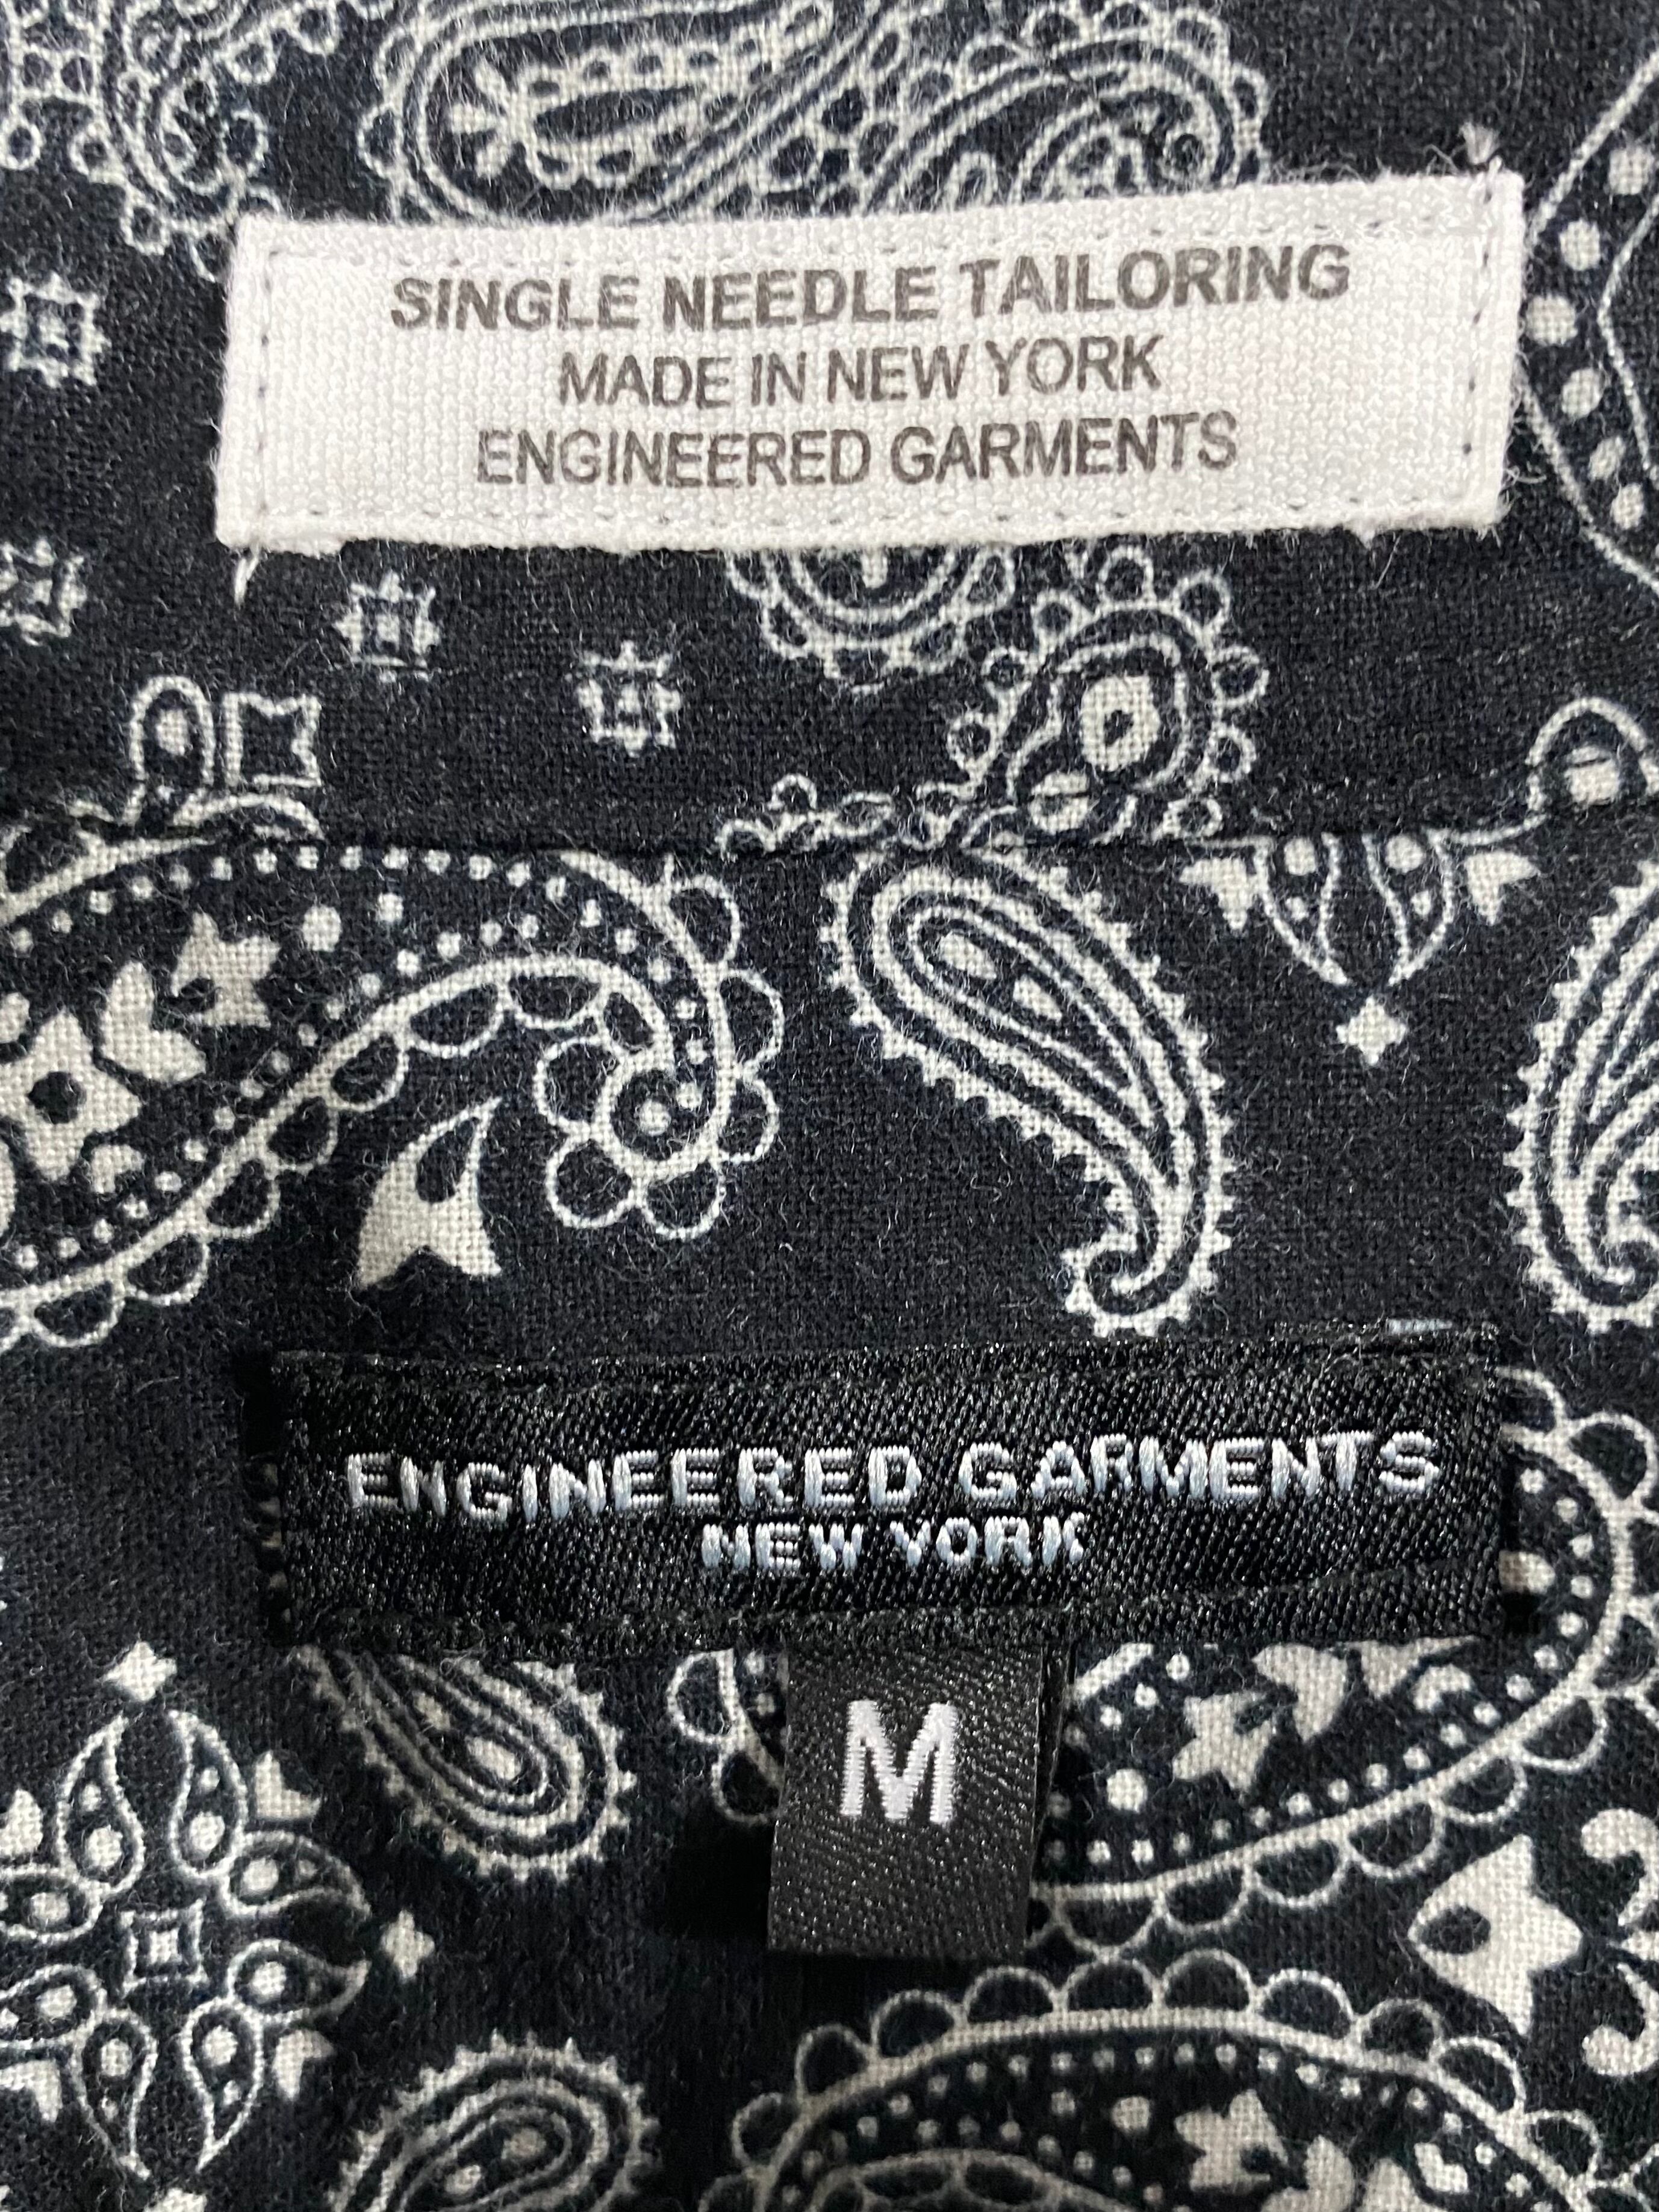 SINGLE NEEDLE TAILORING
MADE IN NEW YORK
ENGINEERED GARMENTS
ENGINEERED GARMENTS
NEW YORK
M